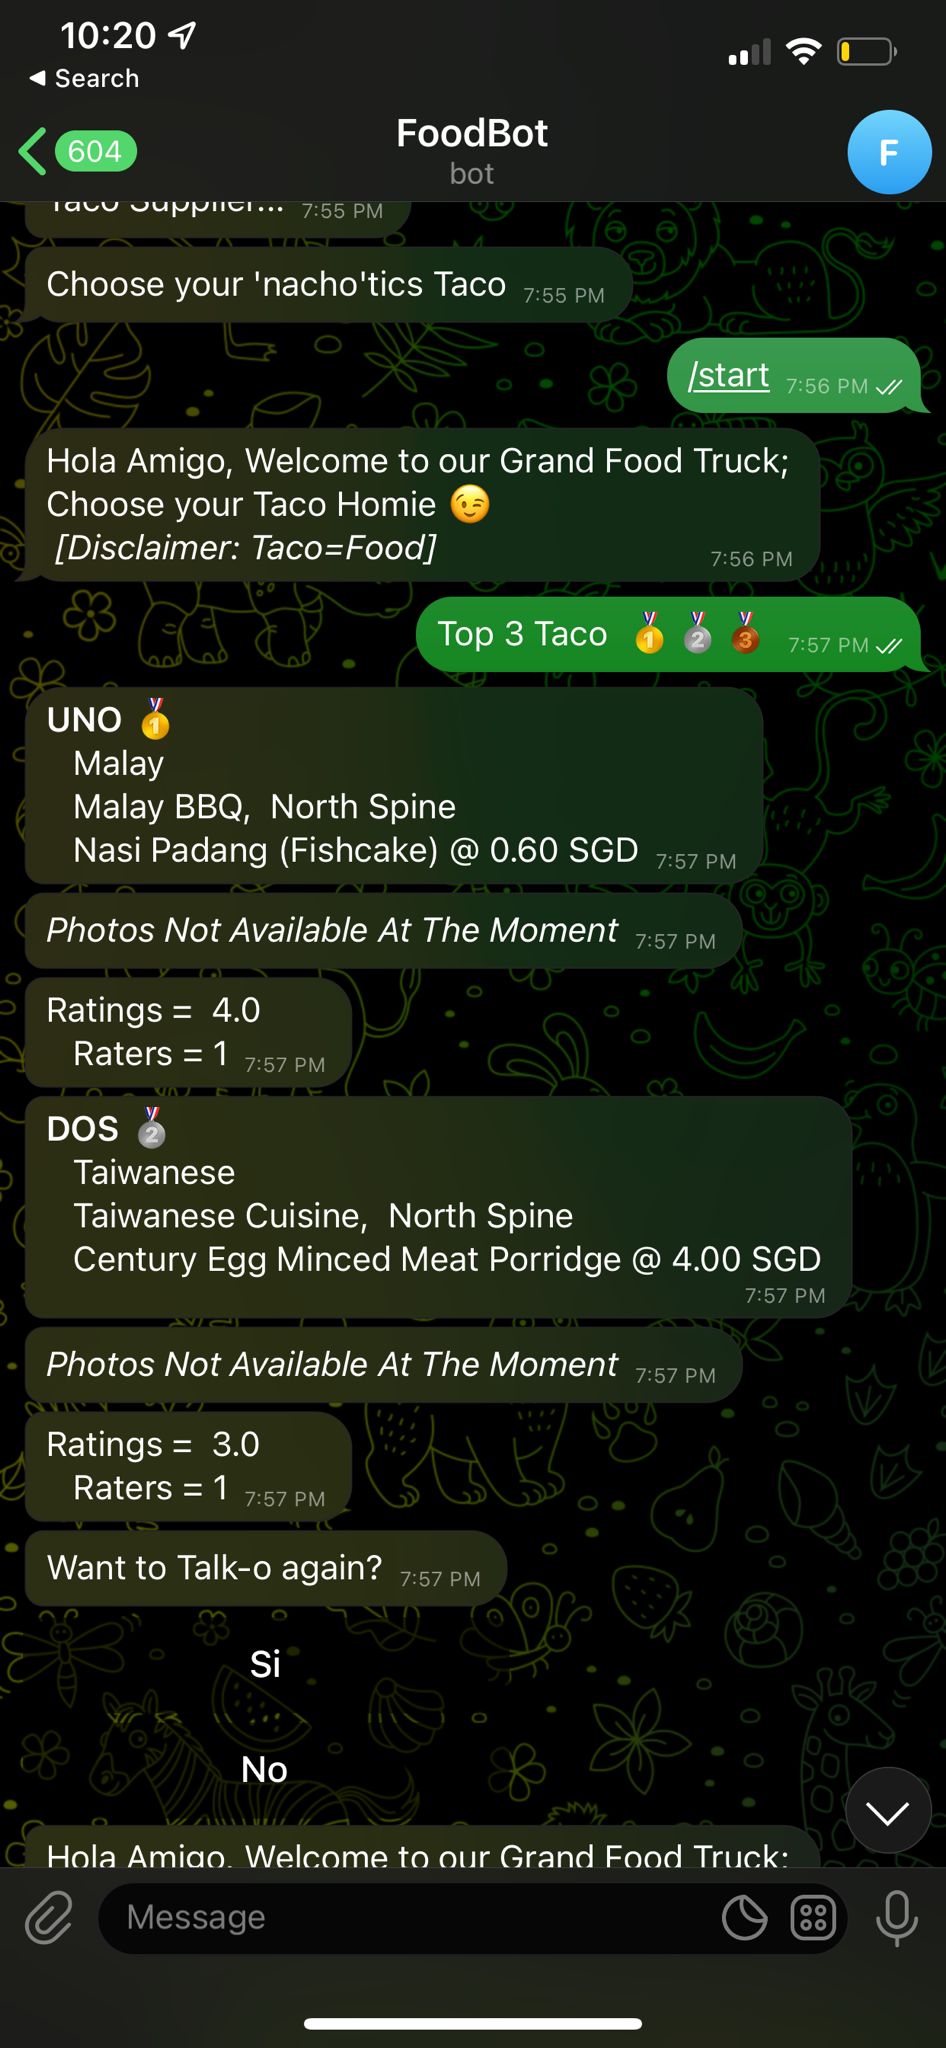 10:20
◀ Search
604
FoodBot
bot
F
Taco Supplier... 7:55 PM
Choose your 'nacho'tics Taco 7:55 PM
/start 7:56 PM
Hola Amigo, Welcome to our Grand Food Truck;
Choose your Taco Homie 😉
[Disclaimer: Taco=Food] 7:56 PM
Top 3 Taco 🥇 🥈 🥉 7:57 PM
UNO 🥇
Malay
Malay BBQ,  North Spine
Nasi Padang (Fishcake) @ 0.60 SGD 7:57 PM
Photos Not Available At The Moment 7:57 PM
Ratings =  4.0
Raters = 1 7:57 PM
DOS 🥈
Taiwanese
Taiwanese Cuisine,  North Spine
Century Egg Minced Meat Porridge @ 4.00 SGD
7:57 PM
Photos Not Available At The Moment 7:57 PM
Ratings =  3.0
Raters = 1 7:57 PM
Want to Talk-o again? 7:57 PM
Si
No
Hola Amigo, Welcome to our Grand Food Truck;
Message